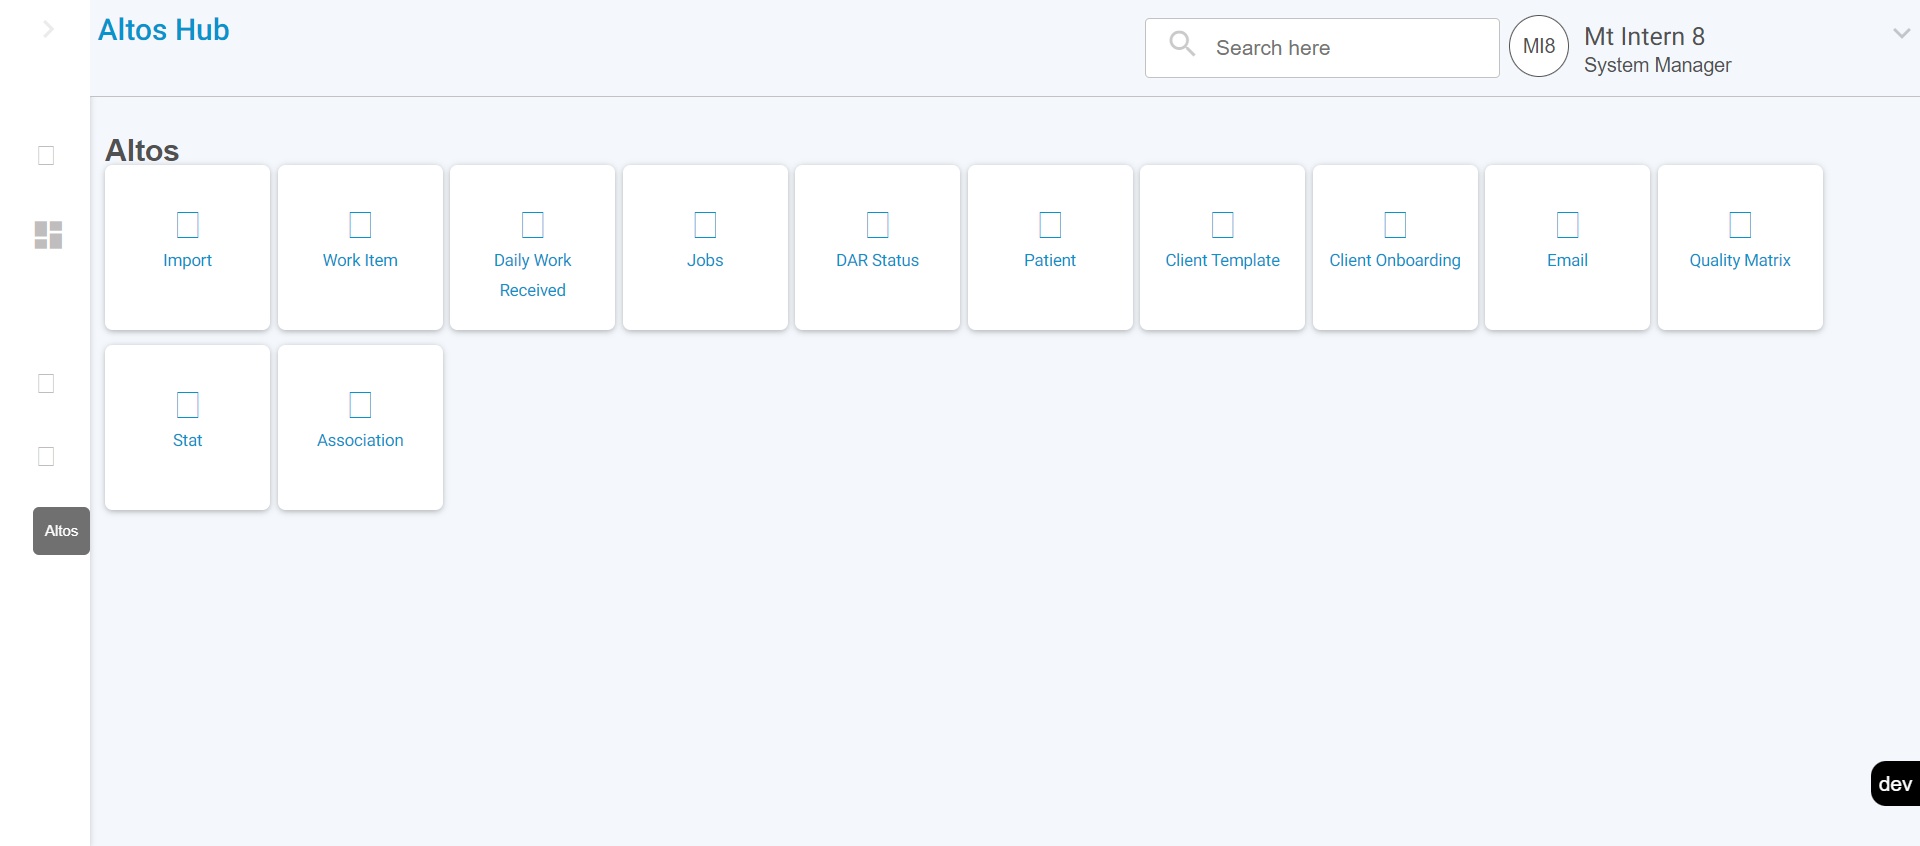 Altos Hub
Search here
MI8
Mt Intern 8
System Manager
Altos
Import
Work Item
Daily Work
Received
Jobs
DAR Status
Patient
Client Template
Client Onboarding
Email
Quality Matrix
Stat
Association
Altos
dev